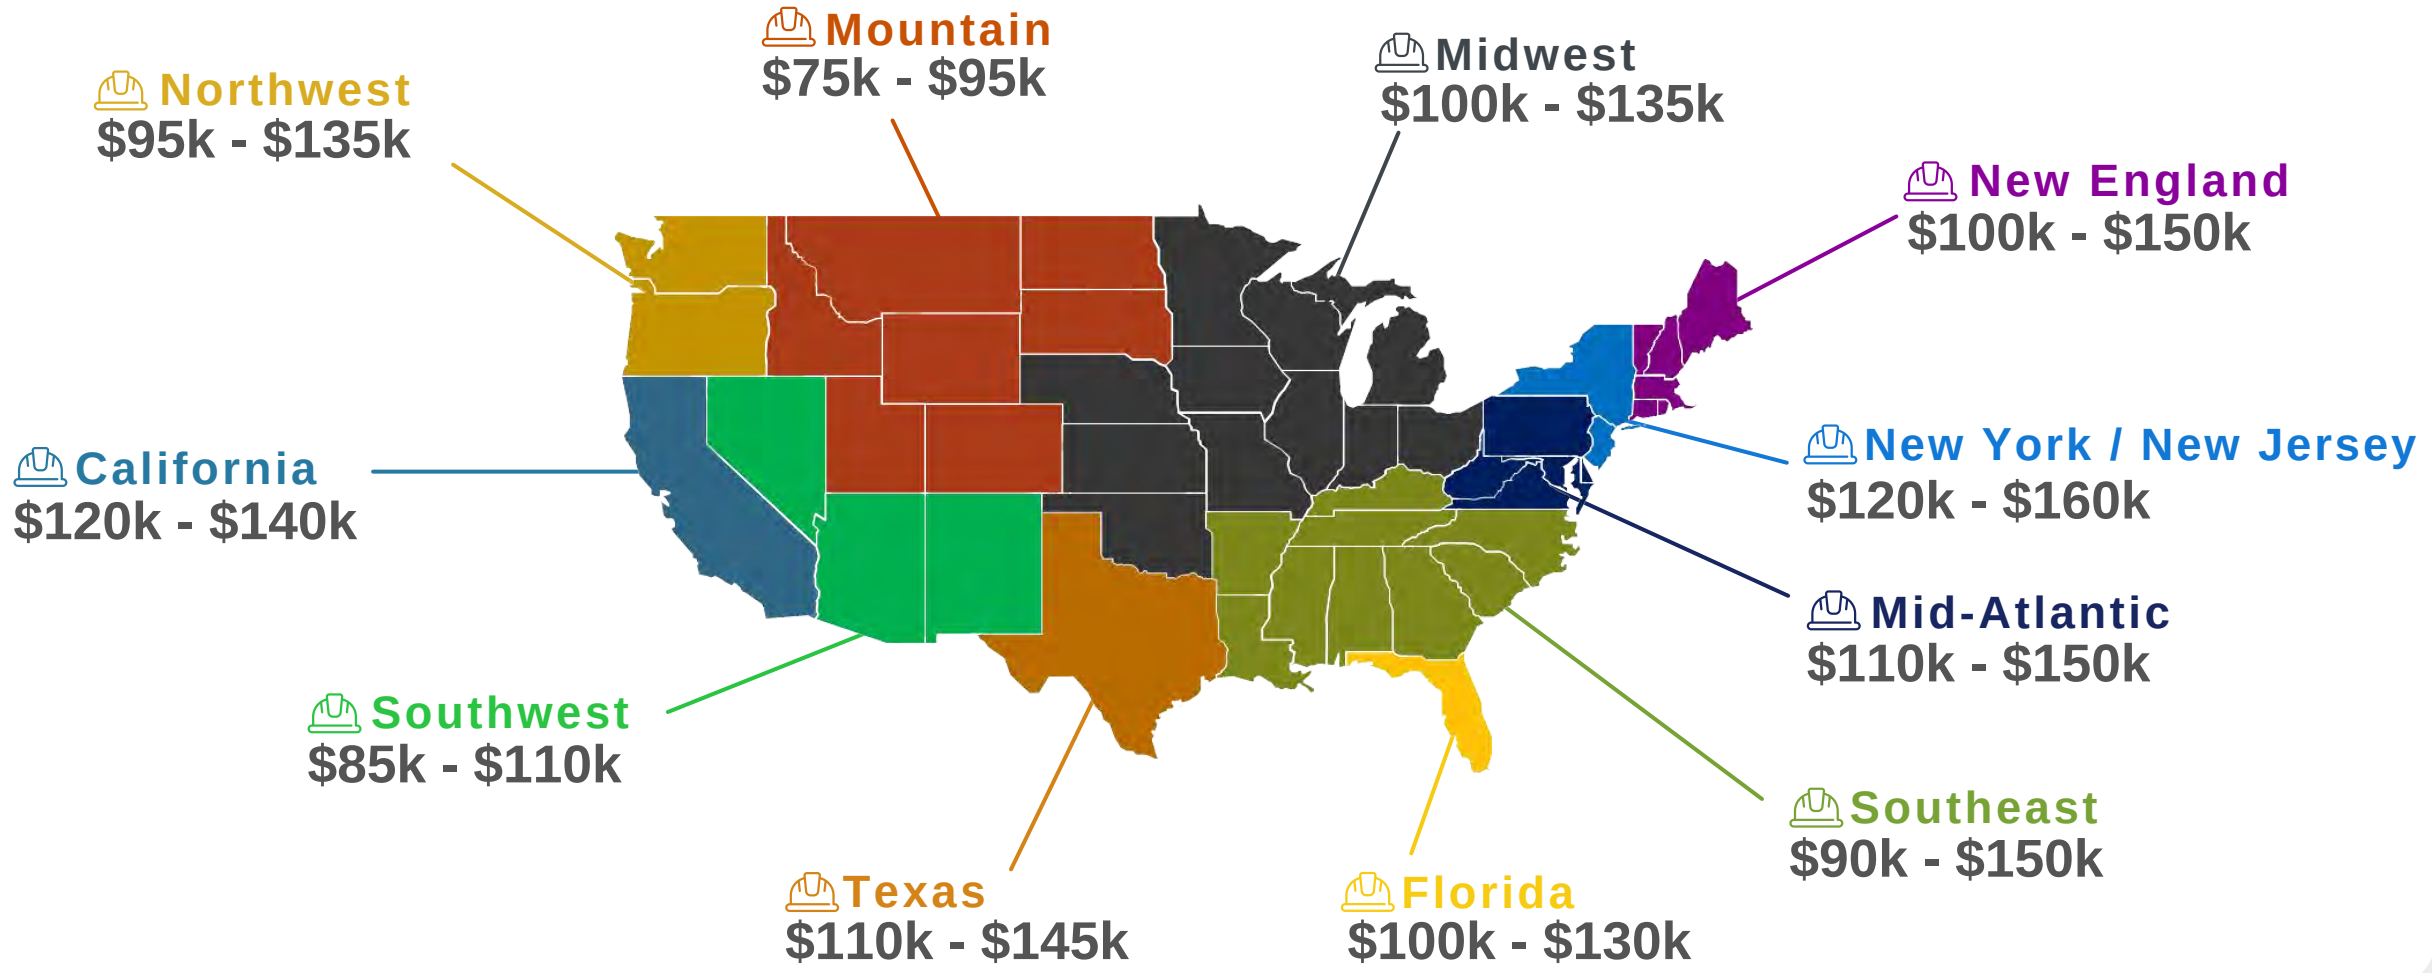 Mountain
$75k - $95k
Midwest
$100k - $135k
Northwest
$95k - $135k
New England
$100k - $150k
California
$120k - $140k
New York / New Jersey
$120k - $160k
Mid-Atlantic
$110k - $150k
Southwest
$85k - $110k
Southeast
$90k - $150k
Texas
$110k - $145k
Florida
$100k - $130k